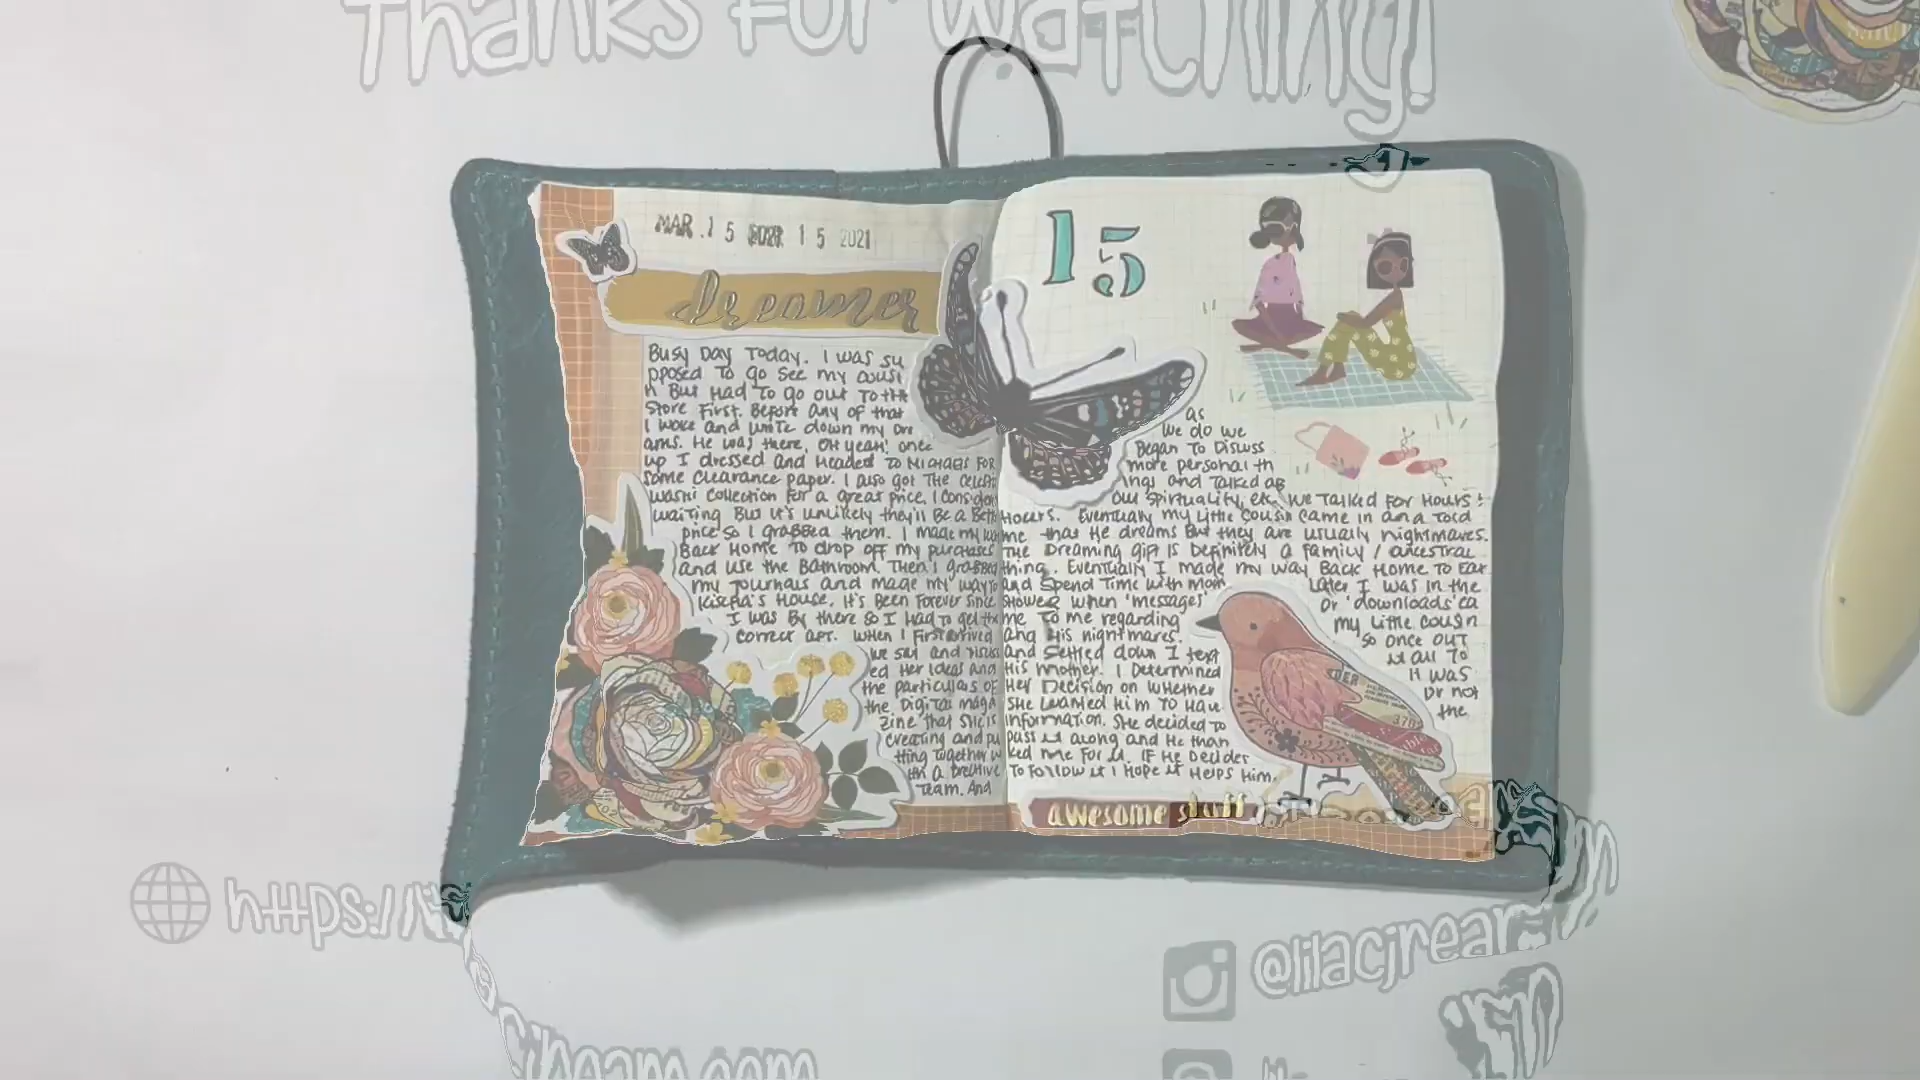 Thanks for watching!
MAR . 15 2021 15 2021
dreamer
Busy Day Today. I was su
pposed To go see my cousi
n But Had To go out To the
Store First. Before Any of that
I woke and write down my dre
ams. He was there, OH yeah! once
up I dressed and Headed To MICHAELS FOR
some clearance paper. I also got THE
washi collection for a great price. I
waiting But it's unlikely they'll Be a Bett
price so I grabbed them. I made my way
Back Home To drop off my purchases
and use the Bathroom. Then I grabbed
my Journals and made my way To
House. It's Been Forever since
I was By there so I Had To get the
correct apt. When I First arrived
we sat and discuss
ed Her Ideas and
the particulars of
the Digital maga
zine that She is
creating and pu
tting Together w
ith a creative
Team. And
15
as
we do we
Began To Discuss
more personal th
ings and Talked ab
out spirituality, etc. We Talked For Hours &
Hours. Eventually my Little Cousin came in and Told
me that He dreams But they are usually nightmares.
The Dreaming gift is Definitely a Family / ancestral
thing. Eventually I made my way Back Home To Eat
and Spend Time with Mom. Later I was in the
shower when 'messages' or 'downloads' ca
me To me regarding my Little cousin
and His nightmares. so once out
and settled down I text it all To
His mother. I Determined it was
Her Decision on whether or not
she wanted Him To Have the
information. She decided To
pass it along and He than
ked me For it. IF He Decides
To Follow it I Hope it Helps Him.
awesome stuff
3702
https://
@lilacjream